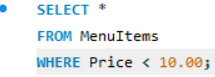 SELECT *
FROM MenuItems
WHERE Price < 10.00;